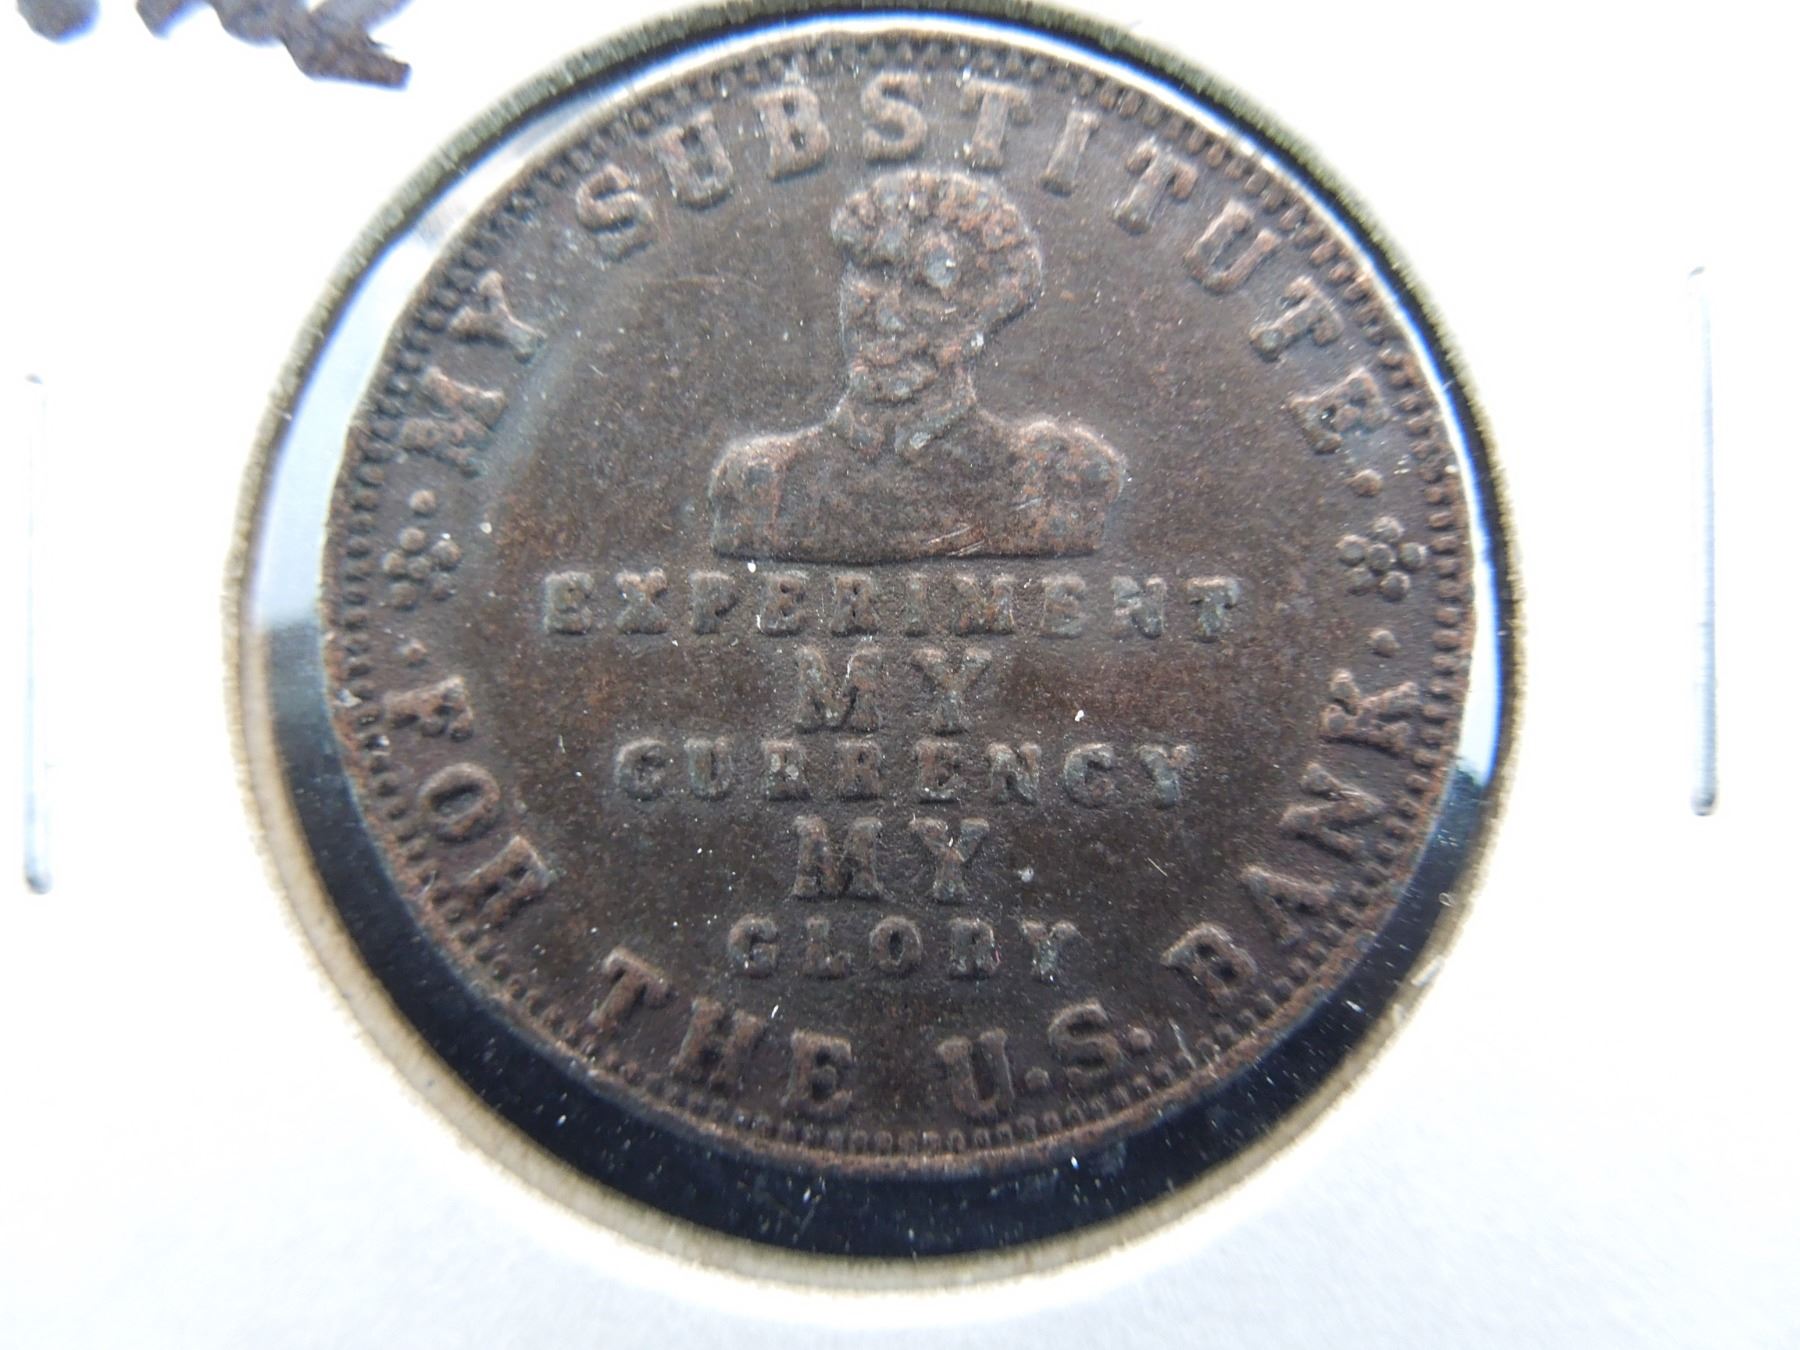 MY SUBSTITUTE
EXPERIMENT
MY
CURRENCY
MY
GLORY
FOR THE U.S. BANK